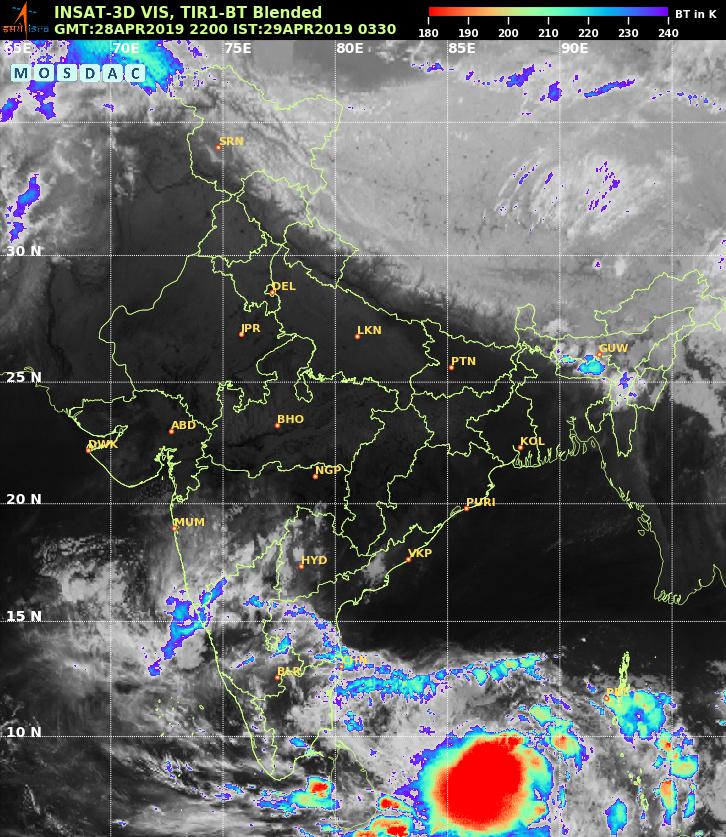 INSAT-3D VIS, TIR1-BT Blended
GMT:28APR2019 2200 IST:29APR2019 0330
BT in K
180 190 200 210 220 230 240
65E 70E 75E 80E 85E 90E
MOSDAC
SRN
30 N
DEL
JPR
LKN
GUW
PTN
25 N
ABD
BHO
DWK
KOL
NGP
20 N
PURI
MUM
HYD
VKP
15 N
BLR
10 N